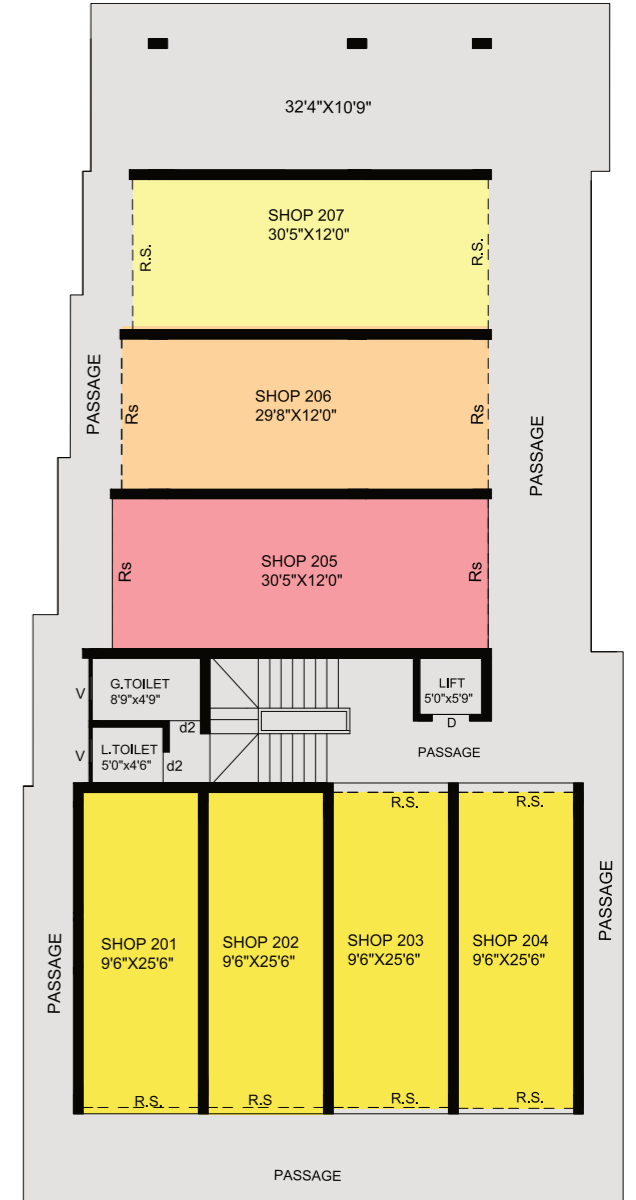 32'4"X10'9"
SHOP 207
30'5"X12'0"
R.S.
R.S.
PASSAGE
SHOP 206
29'8"X12'0"
Rs
Rs
PASSAGE
SHOP 205
30'5"X12'0"
Rs
Rs
G.TOILET
8'9"x4'9"
V
d2
LIFT
5'0"x5'9"
D
L.TOILET
5'0"x4'6"
V
d2
PASSAGE
R.S.
R.S.
PASSAGE
SHOP 201
9'6"X25'6"
SHOP 202
9'6"X25'6"
SHOP 203
9'6"X25'6"
SHOP 204
9'6"X25'6"
PASSAGE
R.S.
R.S
R.S.
R.S.
PASSAGE